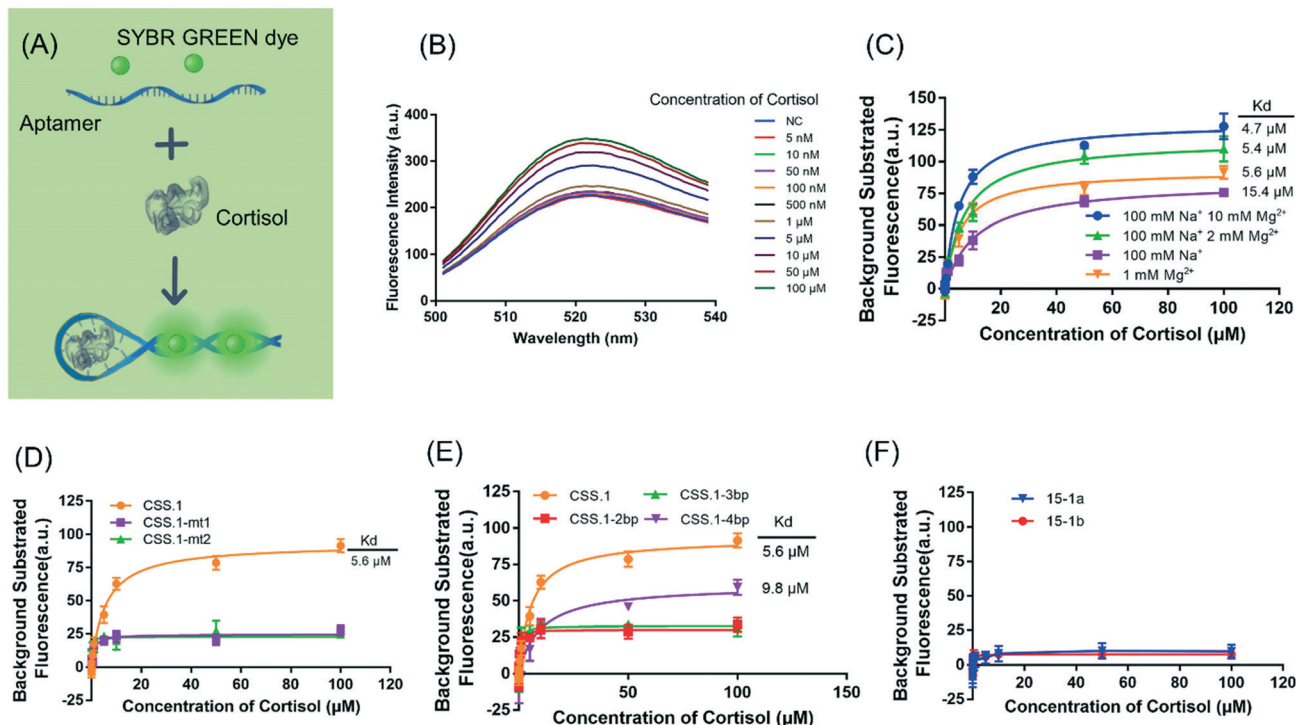 (A)
SYBR GREEN dye
Aptamer
Cortisol
(B)
Concentration of Cortisol
NC
5 nM
10 nM
50 nM
100 nM
500 nM
1 µM
5 µM
10 µM
50 µM
100 µM
400
300
200
100
0
501
510
520
530
540
Fluorescence Intensity (a.u.)
Wavelength (nm)
(C)
Background Substrated
Fluorescence(a.u.)
150
125
100
75
50
25
0
-25
20
40
60
80
100
120
Kd
4.7 µM
5.4 µM
5.6 µM
15.4 µM
100 mM Na⁺ 10 mM Mg²⁺
100 mM Na⁺ 2 mM Mg²⁺
100 mM Na⁺
1 mM Mg²⁺
Concentration of Cortisol (µM)
(D)
Background Substrated
Fluorescence(a.u.)
125
100
75
50
25
0
-25
20
40
60
80
100
120
CSS.1
CSS.1-mt1
CSS.1-mt2
Kd
5.6 µM
Concentration of Cortisol (µM)
(E)
Background Substrated
Fluorescence(a.u.)
125
100
75
50
25
0
-25
50
100
150
CSS.1
CSS.1-3bp
CSS.1-2bp
CSS.1-4bp
Kd
5.6 µM
9.8 µM
Concentration of Cortisol (µM)
(F)
Background Substrated
Fluorescence(a.u.)
125
100
75
50
25
0
-25
20
40
60
80
100
120
15-1a
15-1b
Concentration of Cortisol (µM)